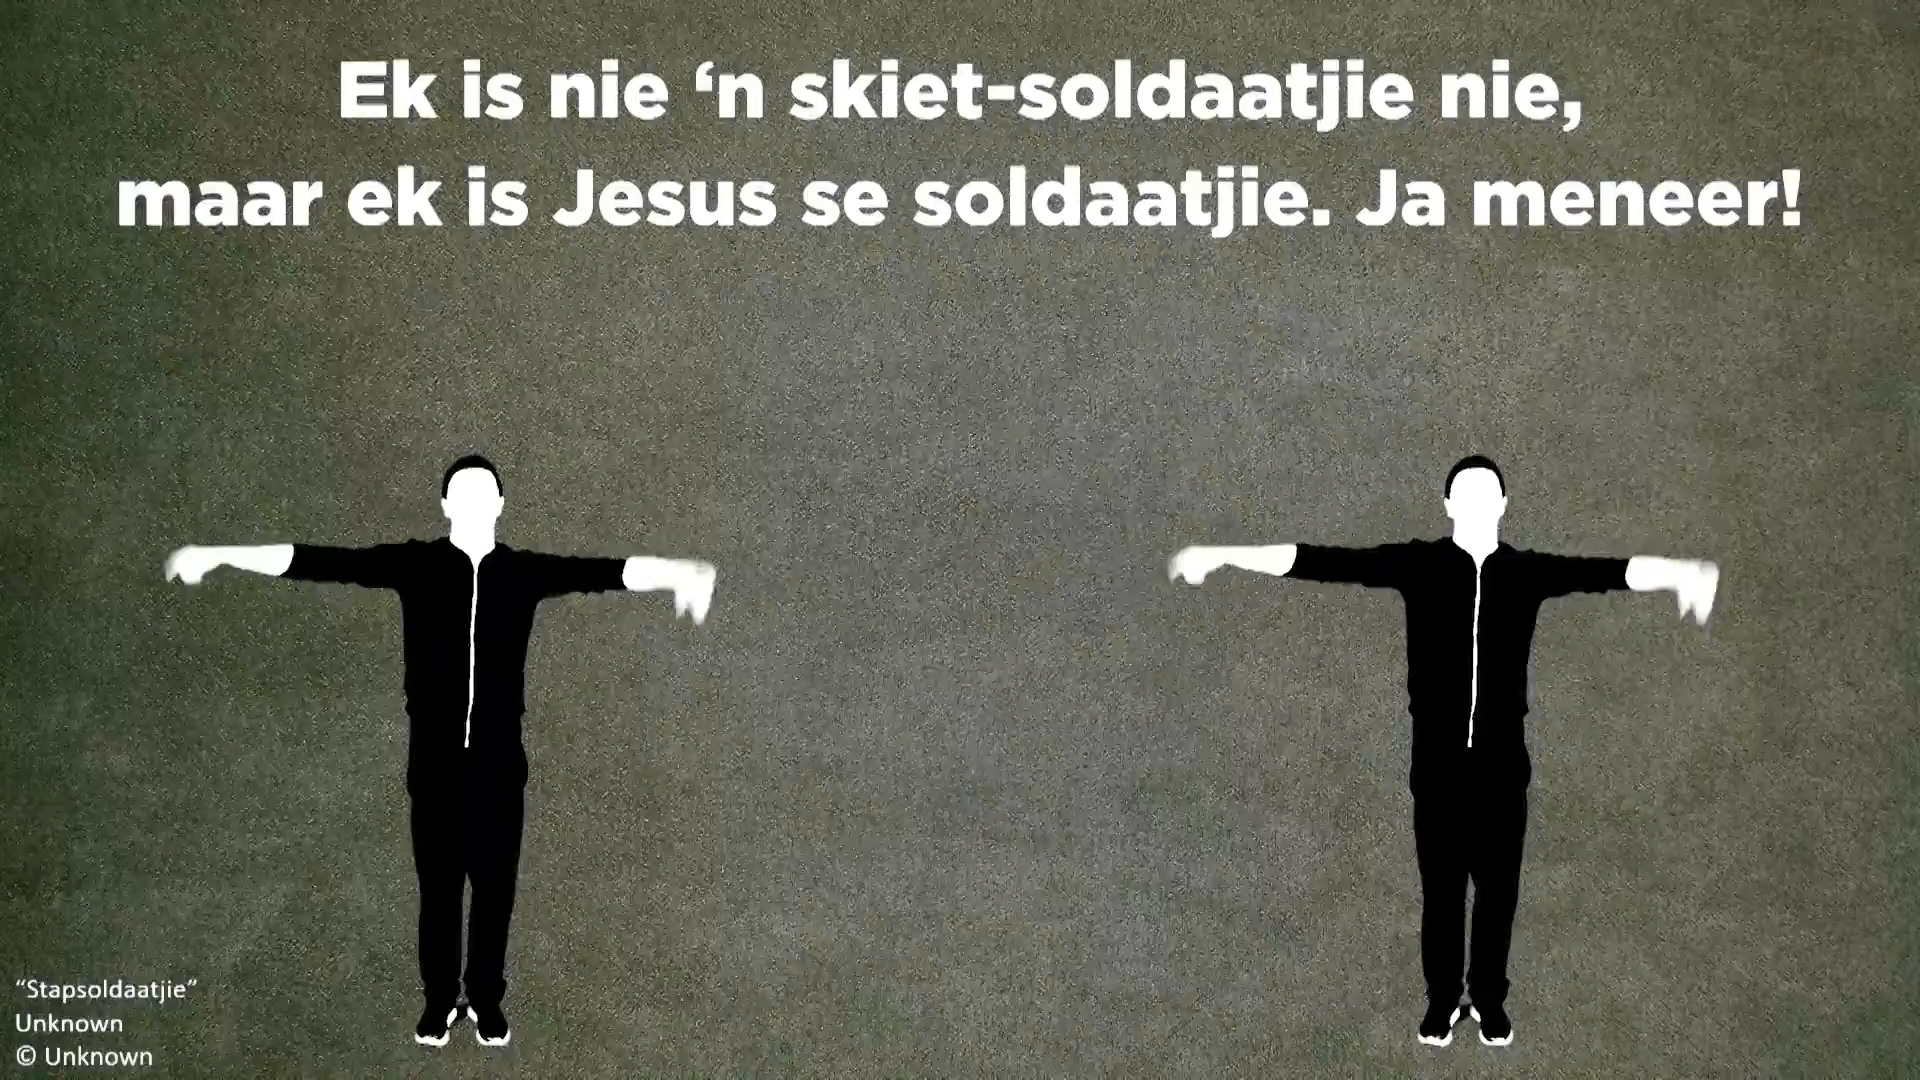 Ek is nie ‘n skiet-soldaatjie nie,
maar ek is Jesus se soldaatjie. Ja meneer!
“Stapsoldaatjie”
Unknown
© Unknown